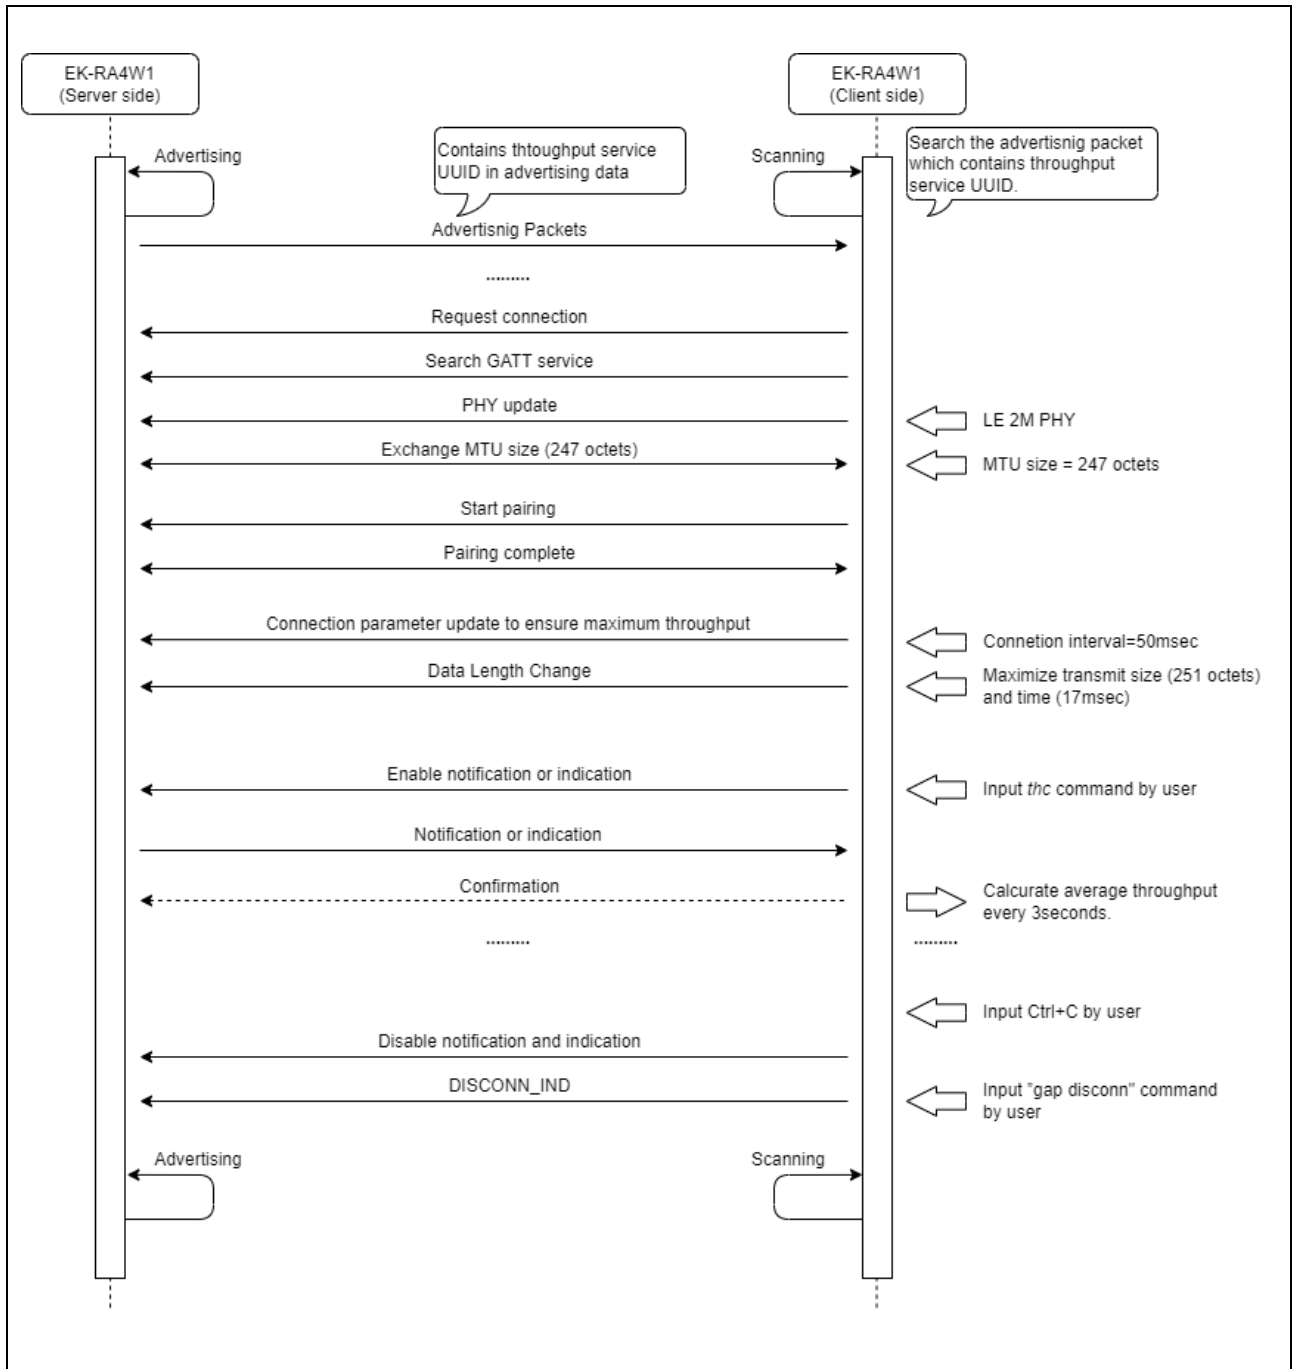 EK-RA4W1
(Server side)
EK-RA4W1
(Client side)
Advertising
Contains thtoughput service
UUID in advertising data
Scanning
Search the advertisnig packet
which contains throughput
service UUID.
Advertisnig Packets
.........
Request connection
Search GATT service
PHY update
LE 2M PHY
Exchange MTU size (247 octets)
MTU size = 247 octets
Start pairing
Pairing complete
Connection parameter update to ensure maximum throughput
Connetion interval=50msec
Data Length Change
Maximize transmit size (251 octets)
and time (17msec)
Enable notification or indication
Input thc command by user
Notification or indication
Confirmation
Calcurate average throughput
every 3seconds.
.........
.........
Input Ctrl+C by user
Disable notification and indication
DISCONN_IND
Input "gap disconn" command
by user
Advertising
Scanning